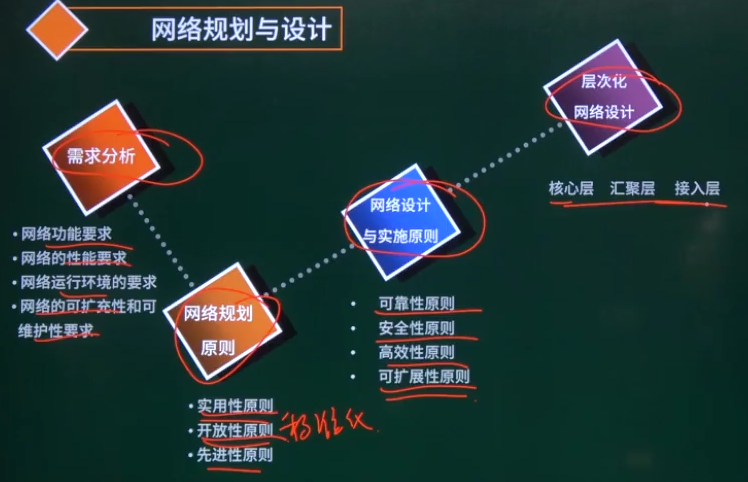 网络规划与设计
需求分析
• 网络功能要求
• 网络的性能要求
• 网络运行环境的要求
• 网络的可扩充性和可
维护性要求
网络规划
原则
• 实用性原则
• 开放性原则 标准化
• 先进性原则
网络设计
与实施原则
• 可靠性原则
• 安全性原则
• 高效性原则
• 可扩展性原则
层次化
网络设计
核心层 汇聚层 接入层